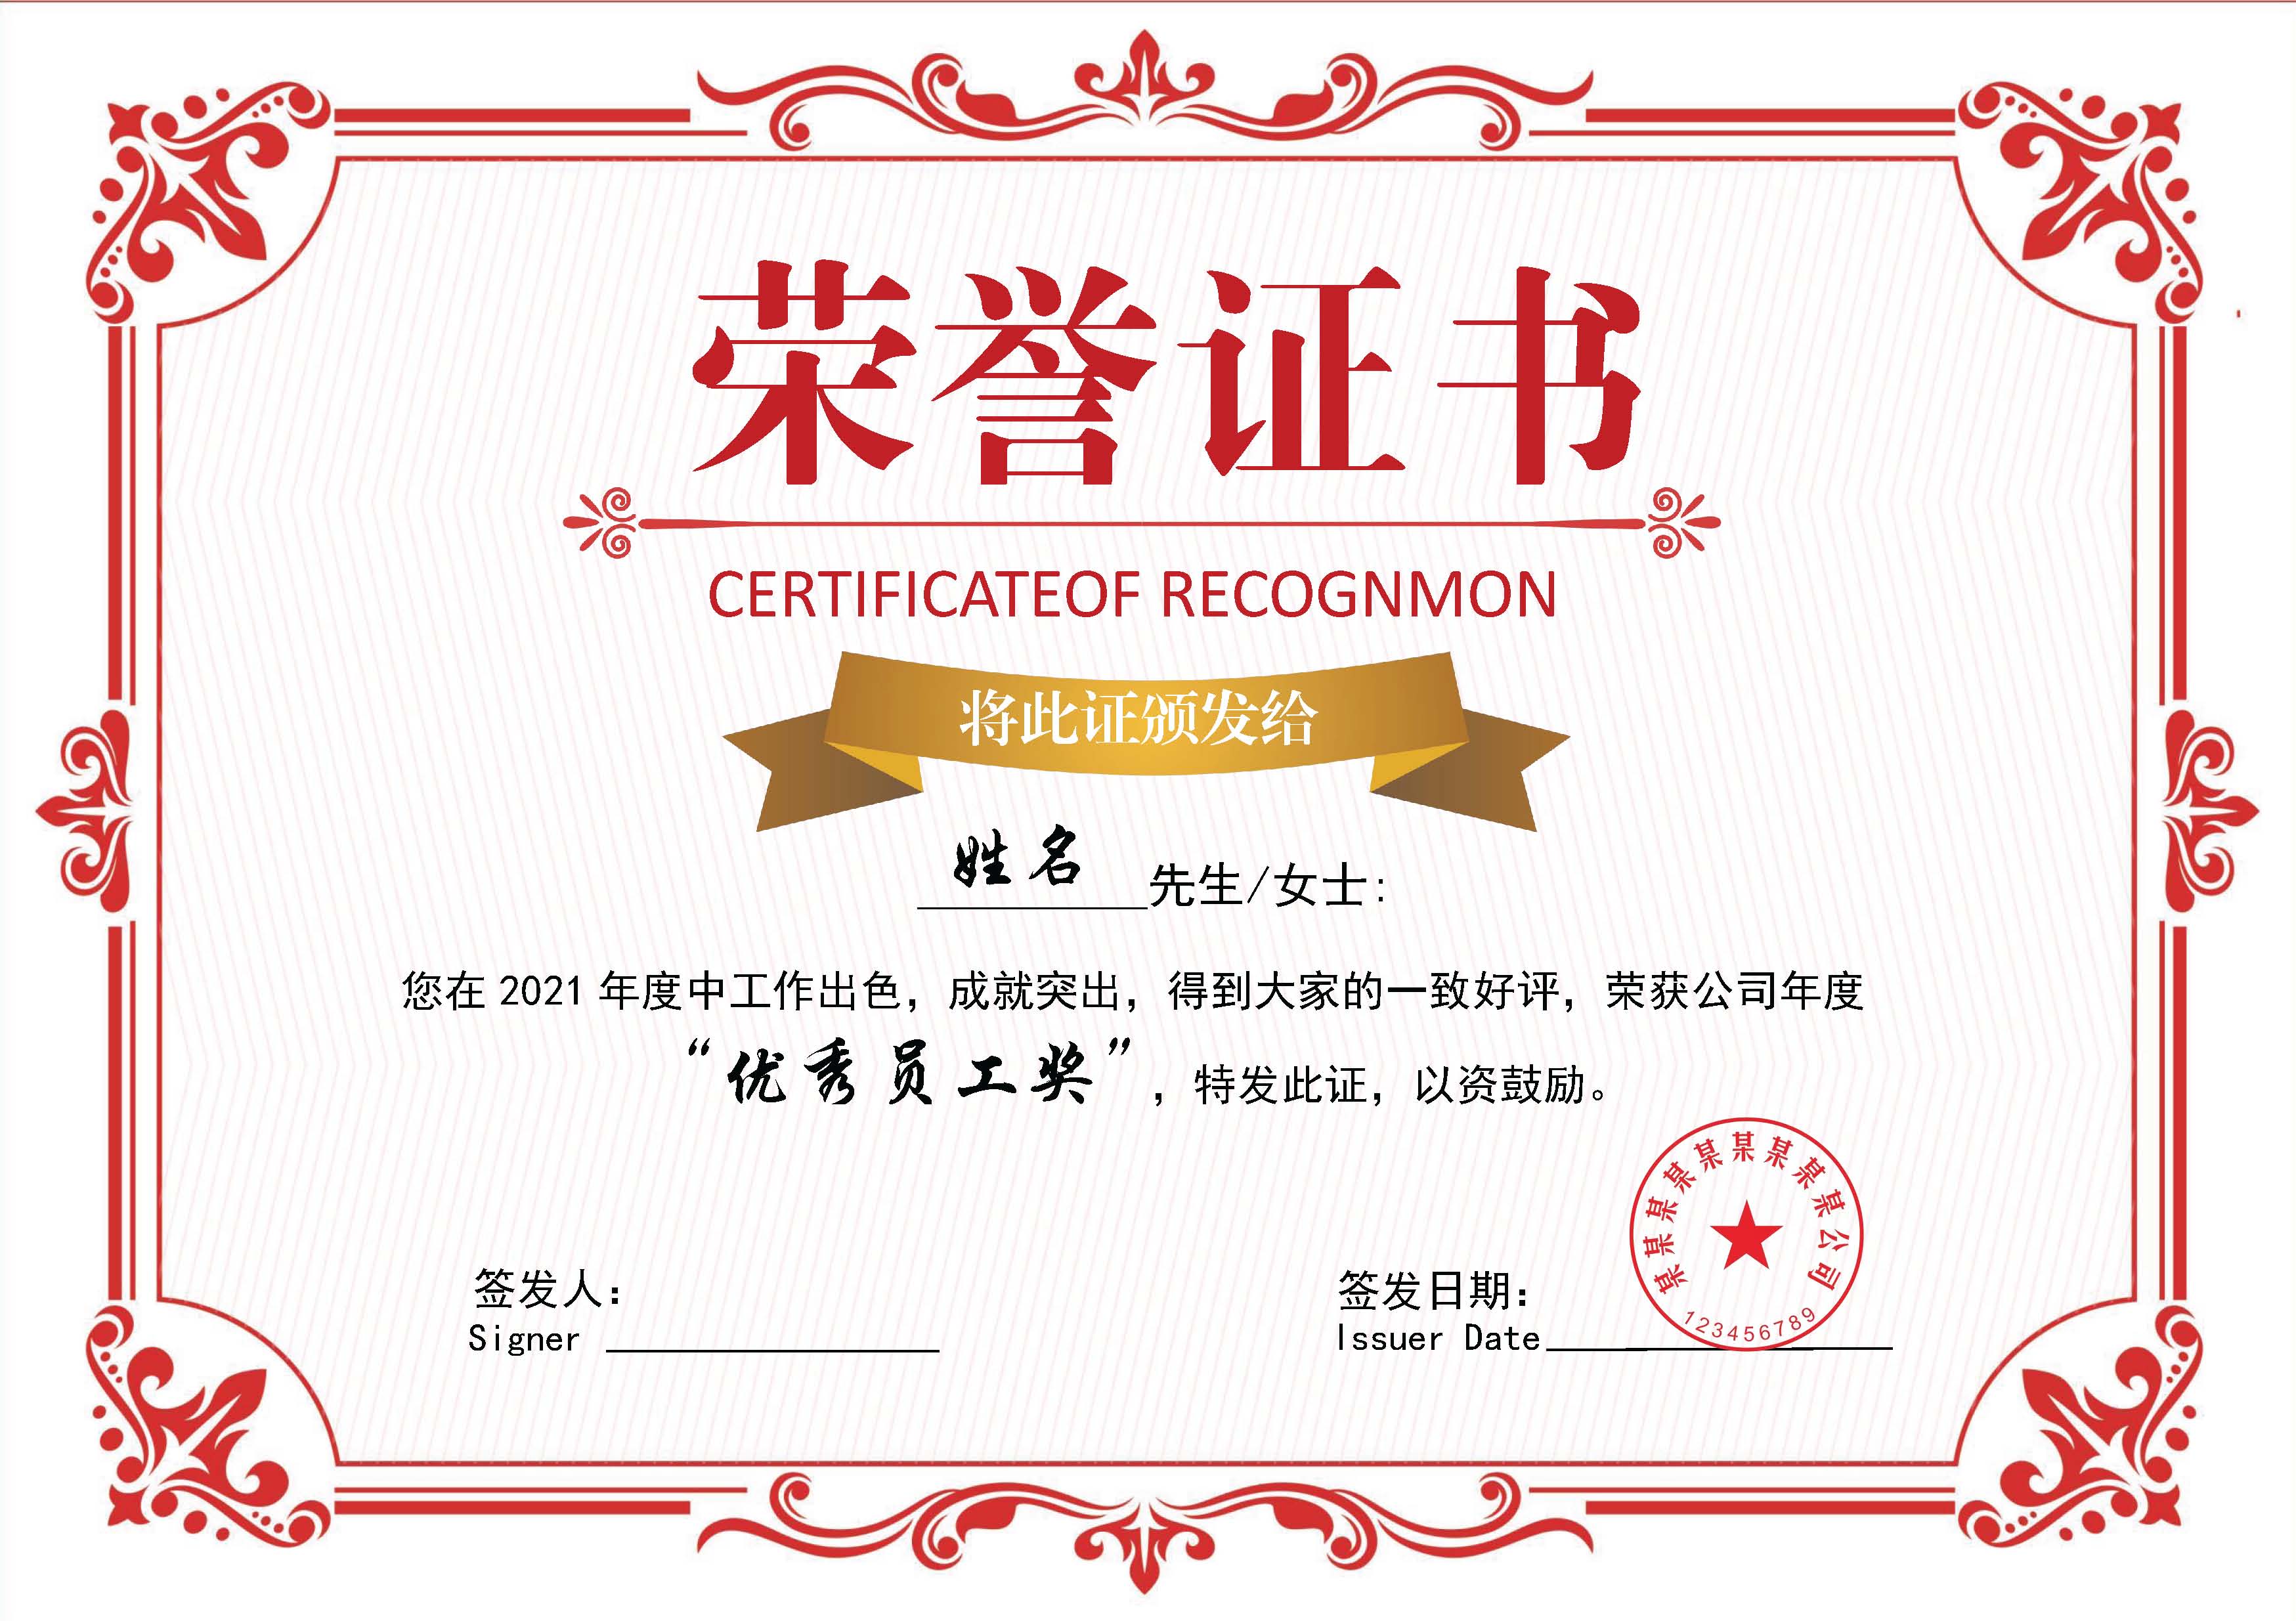 荣誉证书
CERTIFICATEOF RECOGNMON
将此证颁发给
姓名先生/女士:
您在 2021 年度中工作出色，成就突出，得到大家的一致好评，荣获公司年度
“优秀员工奖”，特发此证，以资鼓励。
某某某某某某某某某某公司
123456789
签发人：
Signer
签发日期：
Issuer Date